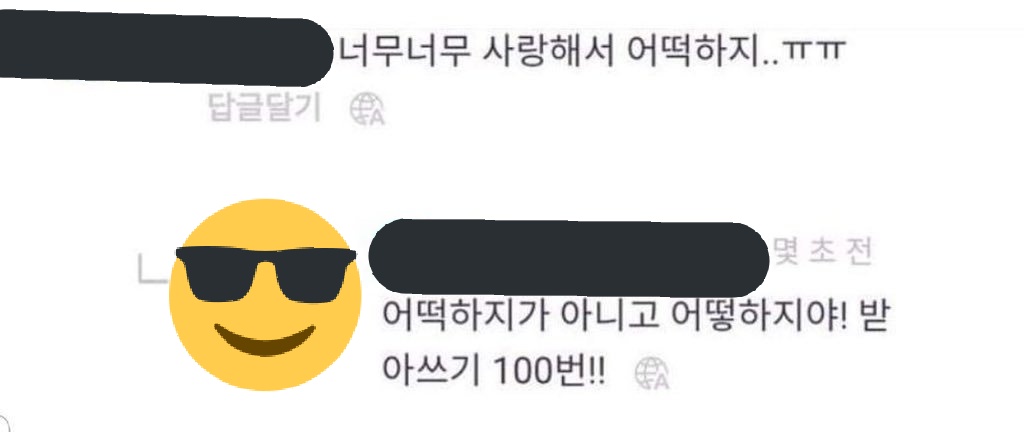 너무너무 사랑해서 어떡하지..ㅠㅠ
답글달기
몇 초 전
어떡하지가 아니고 어떻하지야! 받
아쓰기 100번!!